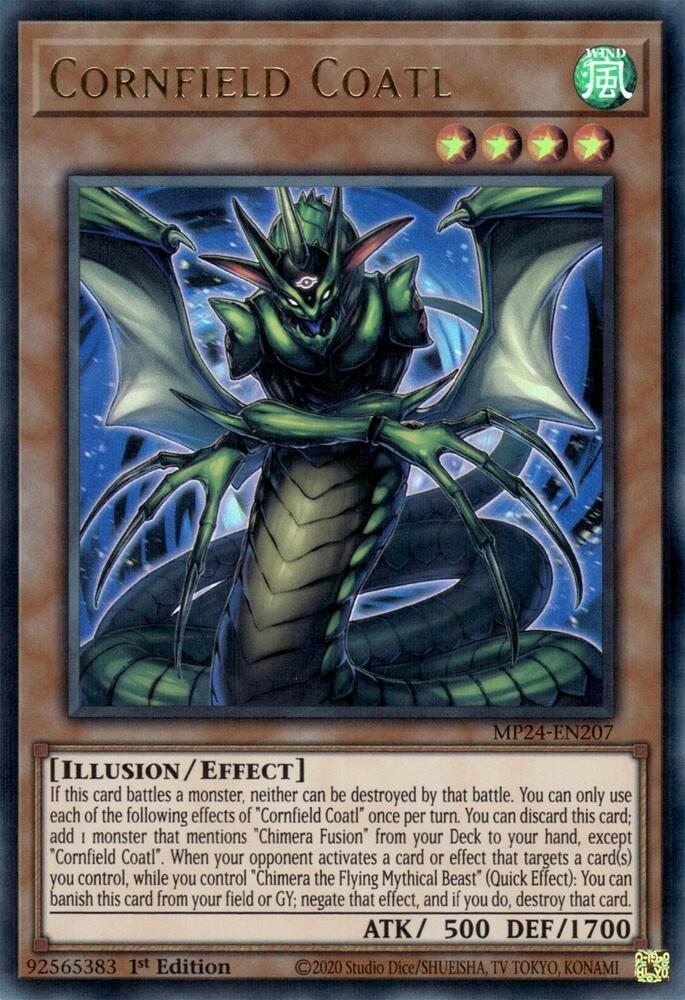 Cornfield Coatl
WIND
風
MP24-EN207
[Illusion/Effect]
If this card battles a monster, neither can be destroyed by that battle. You can only use
each of the following effects of "Cornfield Coatl" once per turn. You can discard this card;
add 1 monster that mentions "Chimera Fusion" from your Deck to your hand, except
"Cornfield Coatl". When your opponent activates a card or effect that targets a card(s)
you control, while you control "Chimera the Flying Mythical Beast" (Quick Effect): You can
banish this card from your field or GY; negate that effect, and if you do, destroy that card.
ATK/ 500 DEF/1700
92565383 1st Edition ©2020 Studio Dice/SHUEISHA, TV TOKYO, KONAMI